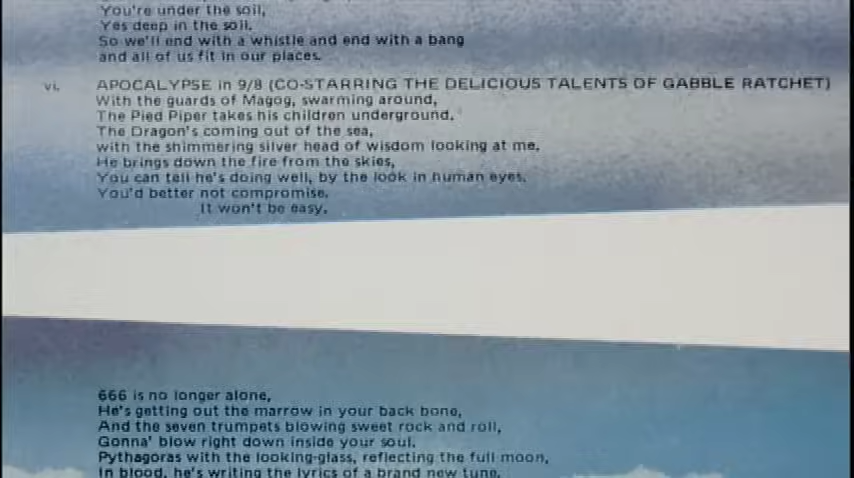 You're under the soil,
Yes deep in the soil.
So we'll end with a whistle and end with a bang
and all of us fit in our places.
vi. APOCALYPSE in 9/8 (CO-STARRING THE DELICIOUS TALENTS OF GABBLE RATCHET)
With the guards of Magog, swarming around,
The Pied Piper takes his children underground.
The Dragon's coming out of the sea,
with the shimmering silver head of wisdom looking at me.
He brings down the fire from the skies,
You can tell he's doing well, by the look in human eyes.
You'd better not compromise.
It won't be easy.
666 is no longer alone,
He's getting out the marrow in your back bone,
And the seven trumpets blowing sweet rock and roll,
Gonna' blow right down inside your soul.
Pythagoras with the looking-glass, reflecting the full moon,
In blood, he's writing the lyrics of a brand new tune.